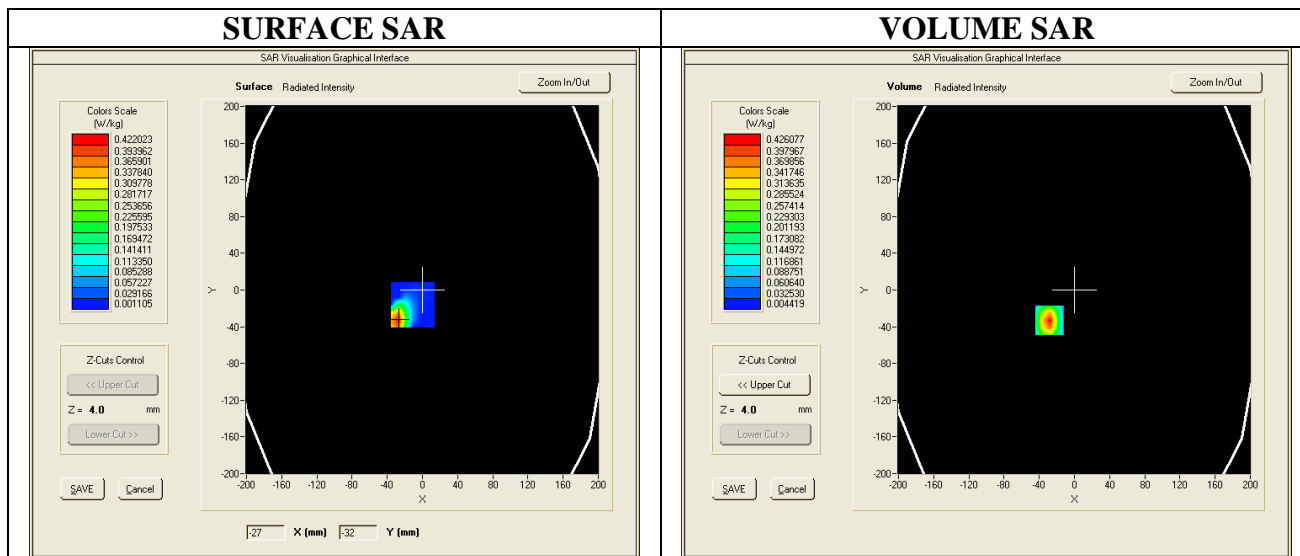 SURFACE SAR
SAR Visualisation Graphical Interface
Surface Radiated Intensity
Zoom In/Out
Colors Scale
(W/kg)
0.422023
0.393962
0.365901
0.337840
0.309778
0.281717
0.253656
0.225595
0.197533
0.169472
0.141411
0.113350
0.085288
0.057227
0.029166
0.001105
Z-Cuts Control
<< Upper Cut
Z = 4.0 mm
Lower Cut >>
SAVE Cancel
200
160
120
80
40
0
-40
-80
-120
-160
-200
Y
-200 -160 -120 -80 -40 0 40 80 120 160 200
X
-27 X (mm) -32 Y (mm)
VOLUME SAR
SAR Visualisation Graphical Interface
Volume Radiated Intensity
Zoom In/Out
Colors Scale
(W/kg)
0.426077
0.397967
0.369856
0.341746
0.313635
0.285524
0.257414
0.229303
0.201193
0.173082
0.144972
0.116861
0.088751
0.060640
0.032530
0.004419
Z-Cuts Control
<< Upper Cut
Z = 4.0 mm
Lower Cut >>
SAVE Cancel
200
160
120
80
40
0
-40
-80
-120
-160
-200
Y
-200 -160 -120 -80 -40 0 40 80 120 160 200
X